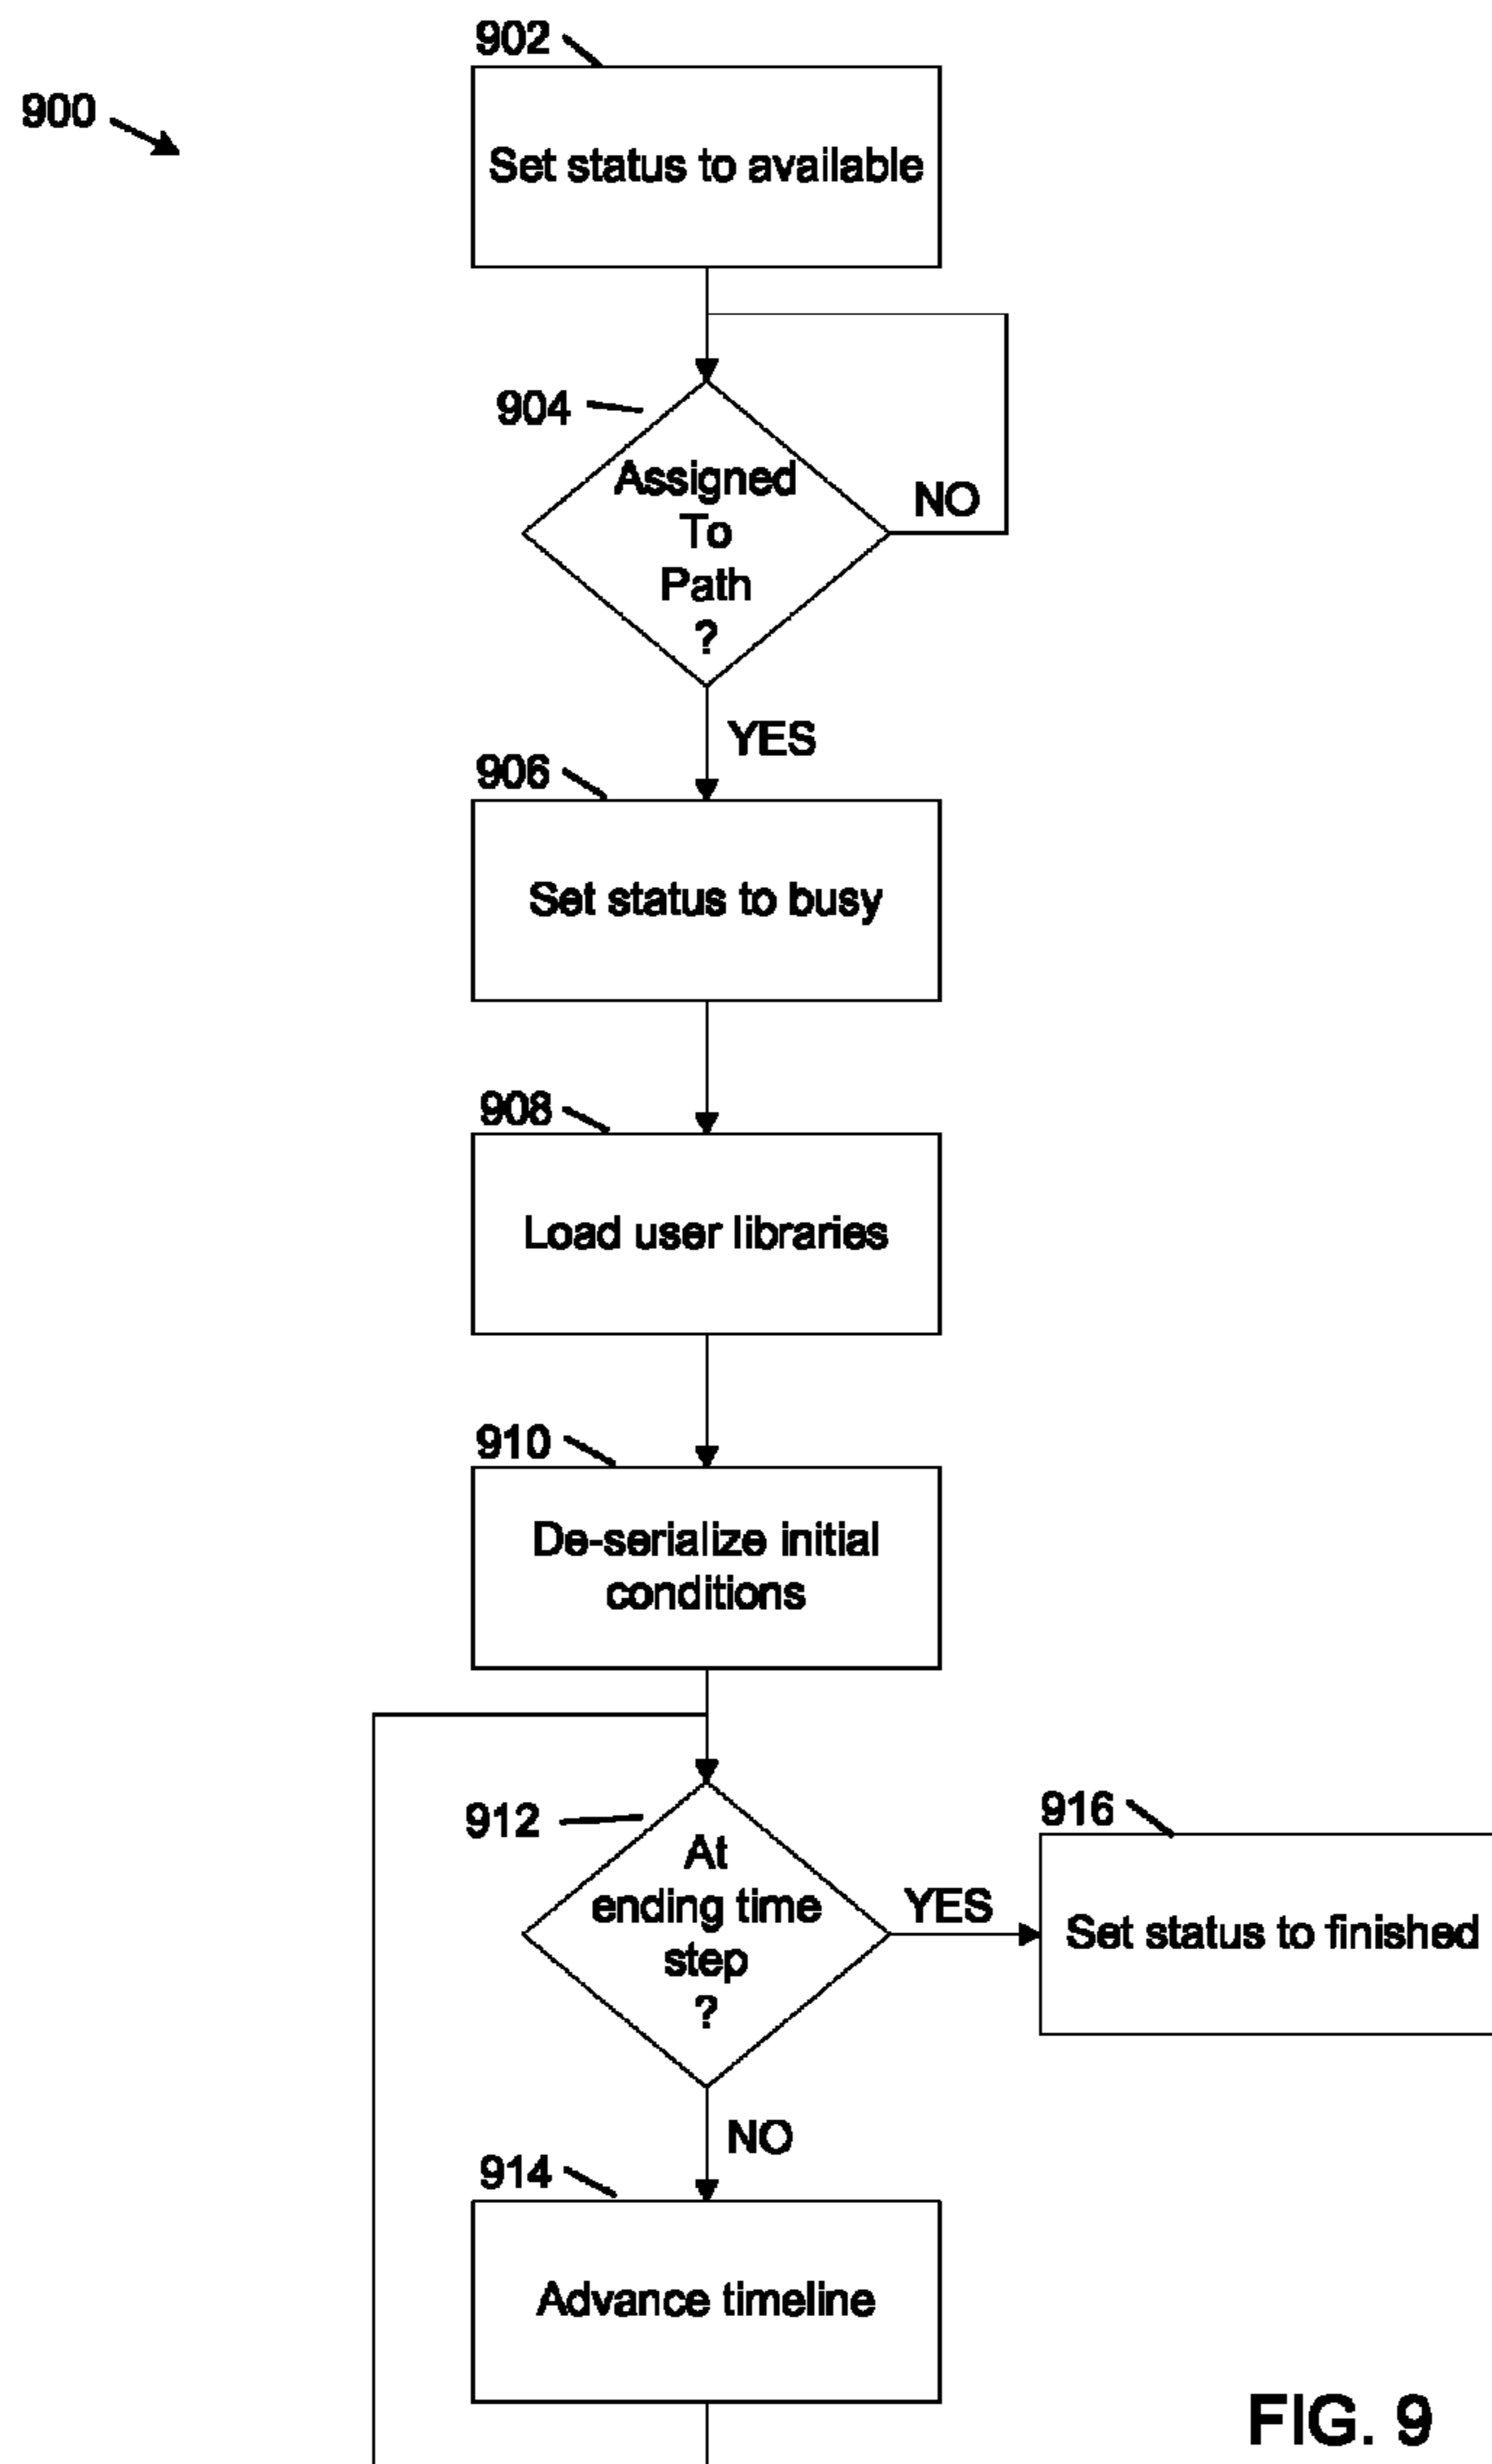 902
900
Set status to available
904
Assigned
To
Path
?
NO
YES
906
Set status to busy
908
Load user libraries
910
De-serialize initial
conditions
912
At
ending time
step
?
YES
916
Set status to finished
NO
914
Advance timeline
FIG. 9